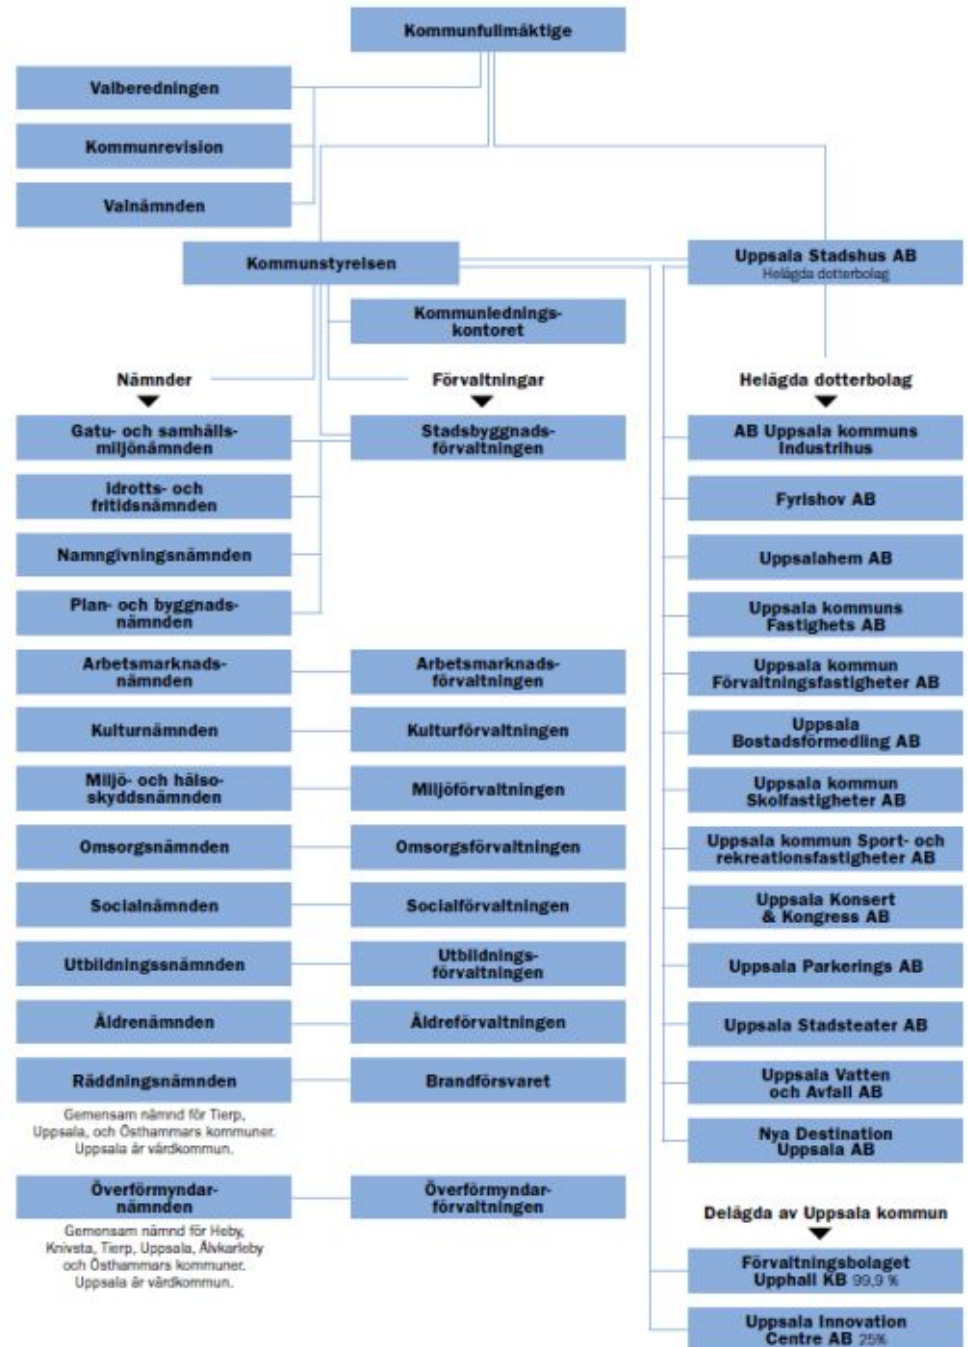 Kommunfullmäktige
Valberedningen
Kommunrevision
Valnämnden
Kommunstyrelsen
Uppsala Stadshus AB
Helägda dotterbolag
Kommunlednings-
kontoret
Nämnder
Förvaltningar
Helägda dotterbolag
Gatu- och samhälls-
miljönämnden
Stadsbyggnads-
förvaltningen
AB Uppsala kommuns
Industrihus
Idrotts- och
fritidsnämnden
Fyrishov AB
Namngivningsnämnden
Uppsalahem AB
Plan- och byggnads-
nämnden
Uppsala kommuns
Fastighets AB
Arbetsmarknads-
nämnden
Arbetsmarknads-
förvaltningen
Uppsala kommun
Förvaltningsfastigheter AB
Kulturnämnden
Kulturförvaltningen
Uppsala
Bostadsförmedling AB
Miljö- och hälso-
skyddsnämnden
Miljöförvaltningen
Uppsala kommun
Skolfastigheter AB
Omsorgsnämnden
Omsorgsförvaltningen
Uppsala kommun Sport- och
rekreationsfastigheter AB
Socialnämnden
Socialförvaltningen
Uppsala Konsert
& Kongress AB
Utbildningssnämnden
Utbildnings-
förvaltningen
Uppsala Parkerings AB
Äldrenämnden
Äldreförvaltningen
Uppsala Stadsteater AB
Räddningsnämnden
Brandförsvaret
Uppsala Vatten
och Avfall AB
Gemensam nämnd för Tierp,
Uppsala, och Östhammars kommuner.
Uppsala är värdkommun.
Nya Destination
Uppsala AB
Överförmyndar-
nämnden
Överförmyndar-
förvaltningen
Delägda av Uppsala kommun
Gemensam nämnd för Heby,
Knivsta, Tierp, Uppsala, Älvkarleby
och Östhammars kommuner.
Uppsala är värdkommun.
Förvaltningsbolaget
Upphall KB 99,9 %
Uppsala Innovation
Centre AB 25%